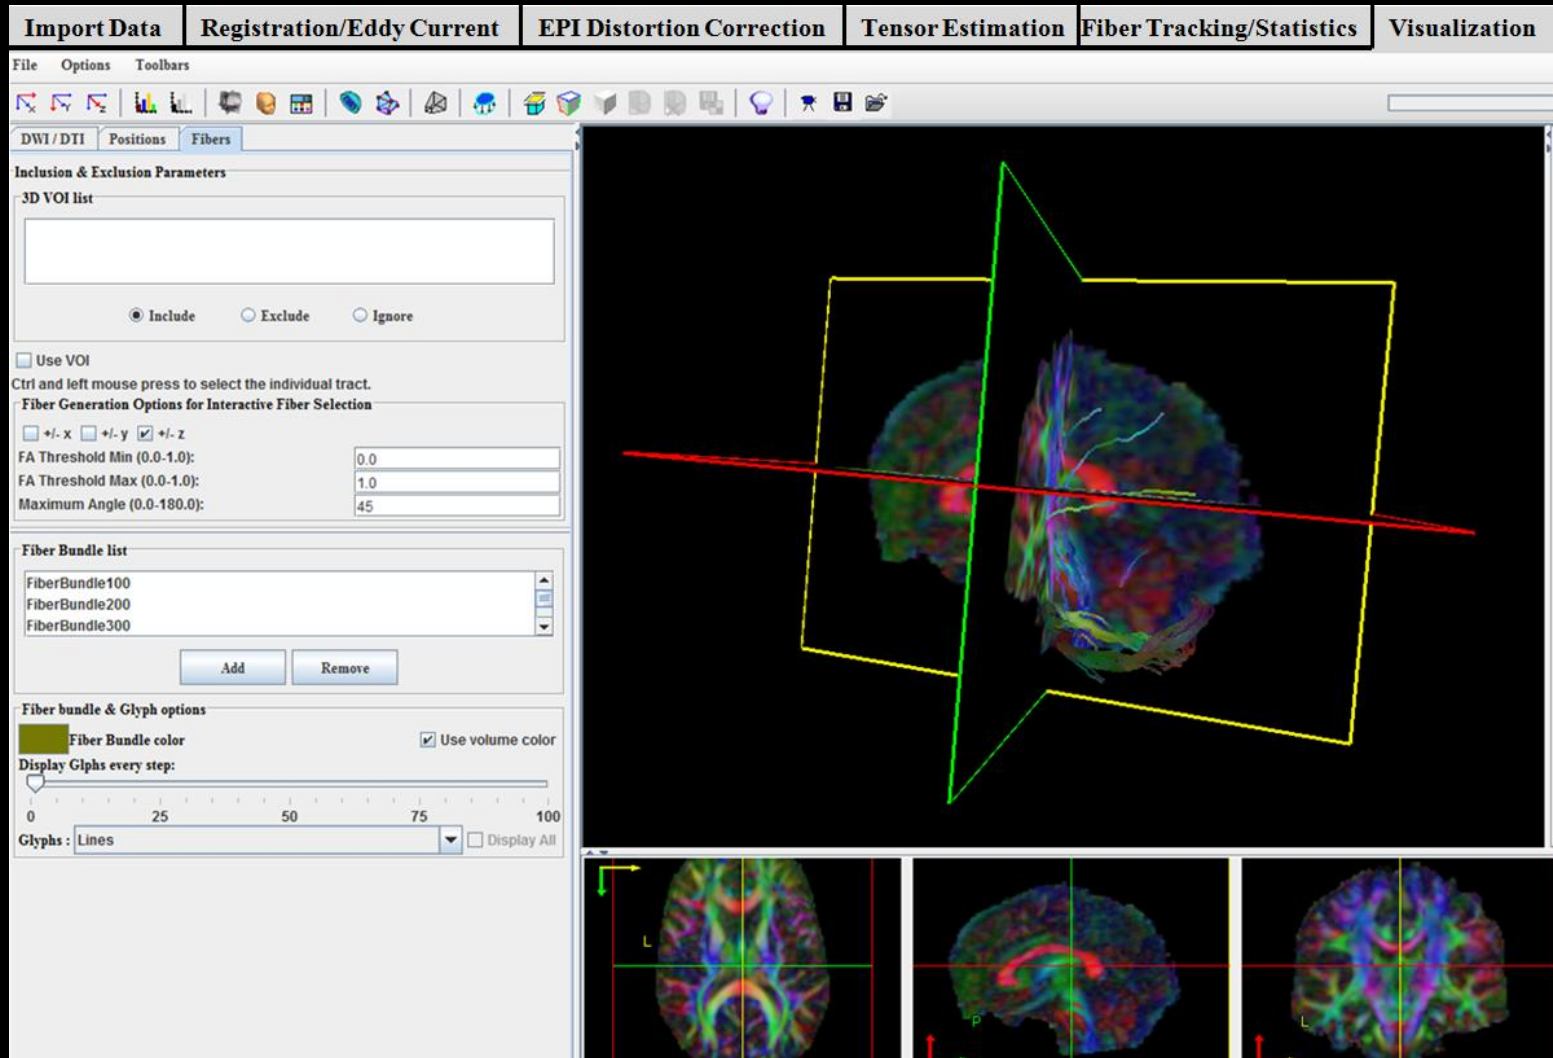 Import Data Registration/Eddy Current EPI Distortion Correction Tensor Estimation Fiber Tracking/Statistics Visualization
File Options Toolbars
DWI / DTI Positions Fibers
Inclusion & Exclusion Parameters
3D VOI list
Include Exclude Ignore
Use VOI
Ctrl and left mouse press to select the individual tract.
Fiber Generation Options for Interactive Fiber Selection
+/- x +/- y +/- z
FA Threshold Min (0.0-1.0): 0.0
FA Threshold Max (0.0-1.0): 1.0
Maximum Angle (0.0-180.0): 45
Fiber Bundle list
FiberBundle100
FiberBundle200
FiberBundle300
Add Remove
Fiber bundle & Glyph options
Fiber Bundle color Use volume color
Display Glphs every step:
0 25 50 75 100
Glyphs : Lines Display All
L
P
L